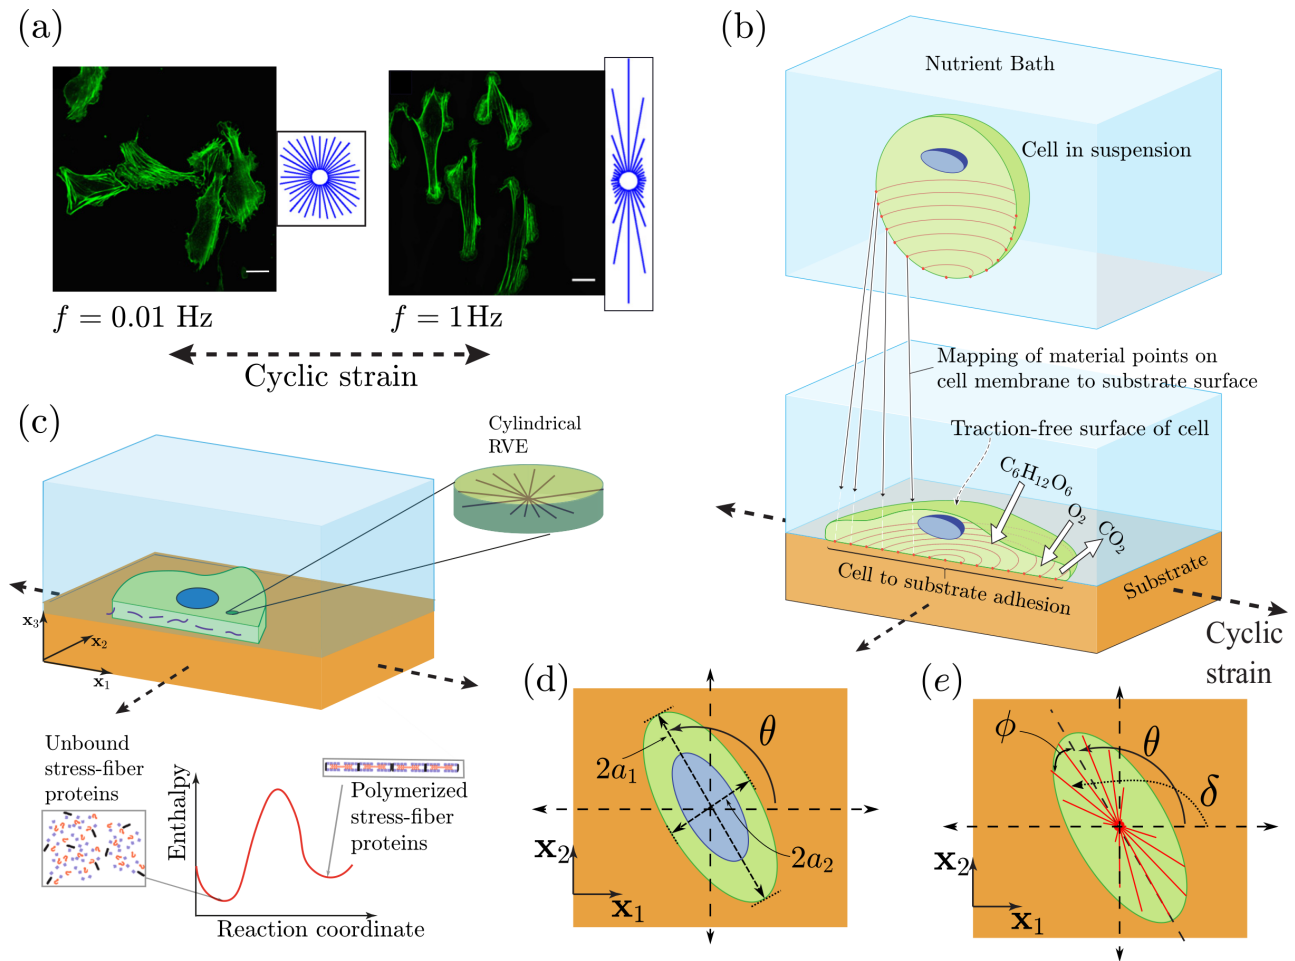 (a)
f = 0.01 Hz
f = 1 Hz
Cyclic strain
(b)
Nutrient Bath
Cell in suspension
Mapping of material points on
cell membrane to substrate surface
Traction-free surface of cell
C₆H₁₂O₆
O₂
CO₂
Cell to substrate adhesion
Substrate
Cyclic
strain
(c)
Cylindrical
RVE
x₃
x₂
x₁
Unbound
stress-fiber
proteins
Enthalpy
Polymerized
stress-fiber
proteins
Reaction coordinate
(d)
θ
2a₁
2a₂
x₂
x₁
(e)
ϕ
θ
δ
x₂
x₁